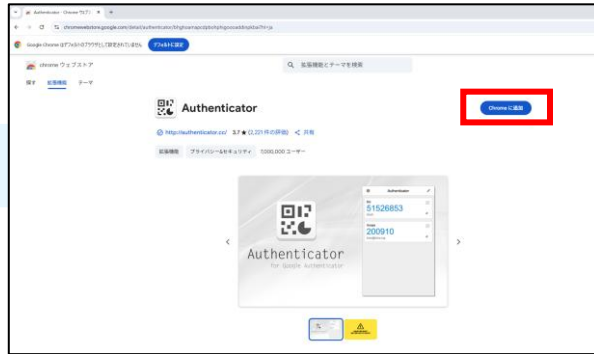 Authenticator - Chrome ウェブ
chromewebstore.google.com/detail/authenticator/bhghoamapcdpbohphigoooaddinpkbai?hl=ja
Google Chrome はデフォルトのブラウザとして設定されていません デフォルトに設定
chrome ウェブストア
拡張機能とテーマを検索
探す 拡張機能 テーマ
Authenticator
Chrome に追加
http://authenticator.cc/ 3.7 ★ (2,221 件の評価) 共有
拡張機能 プライバシー&セキュリティ 7,000,000 ユーザー
Authenticator
51526853
200910
Authenticator
for Google Authenticator